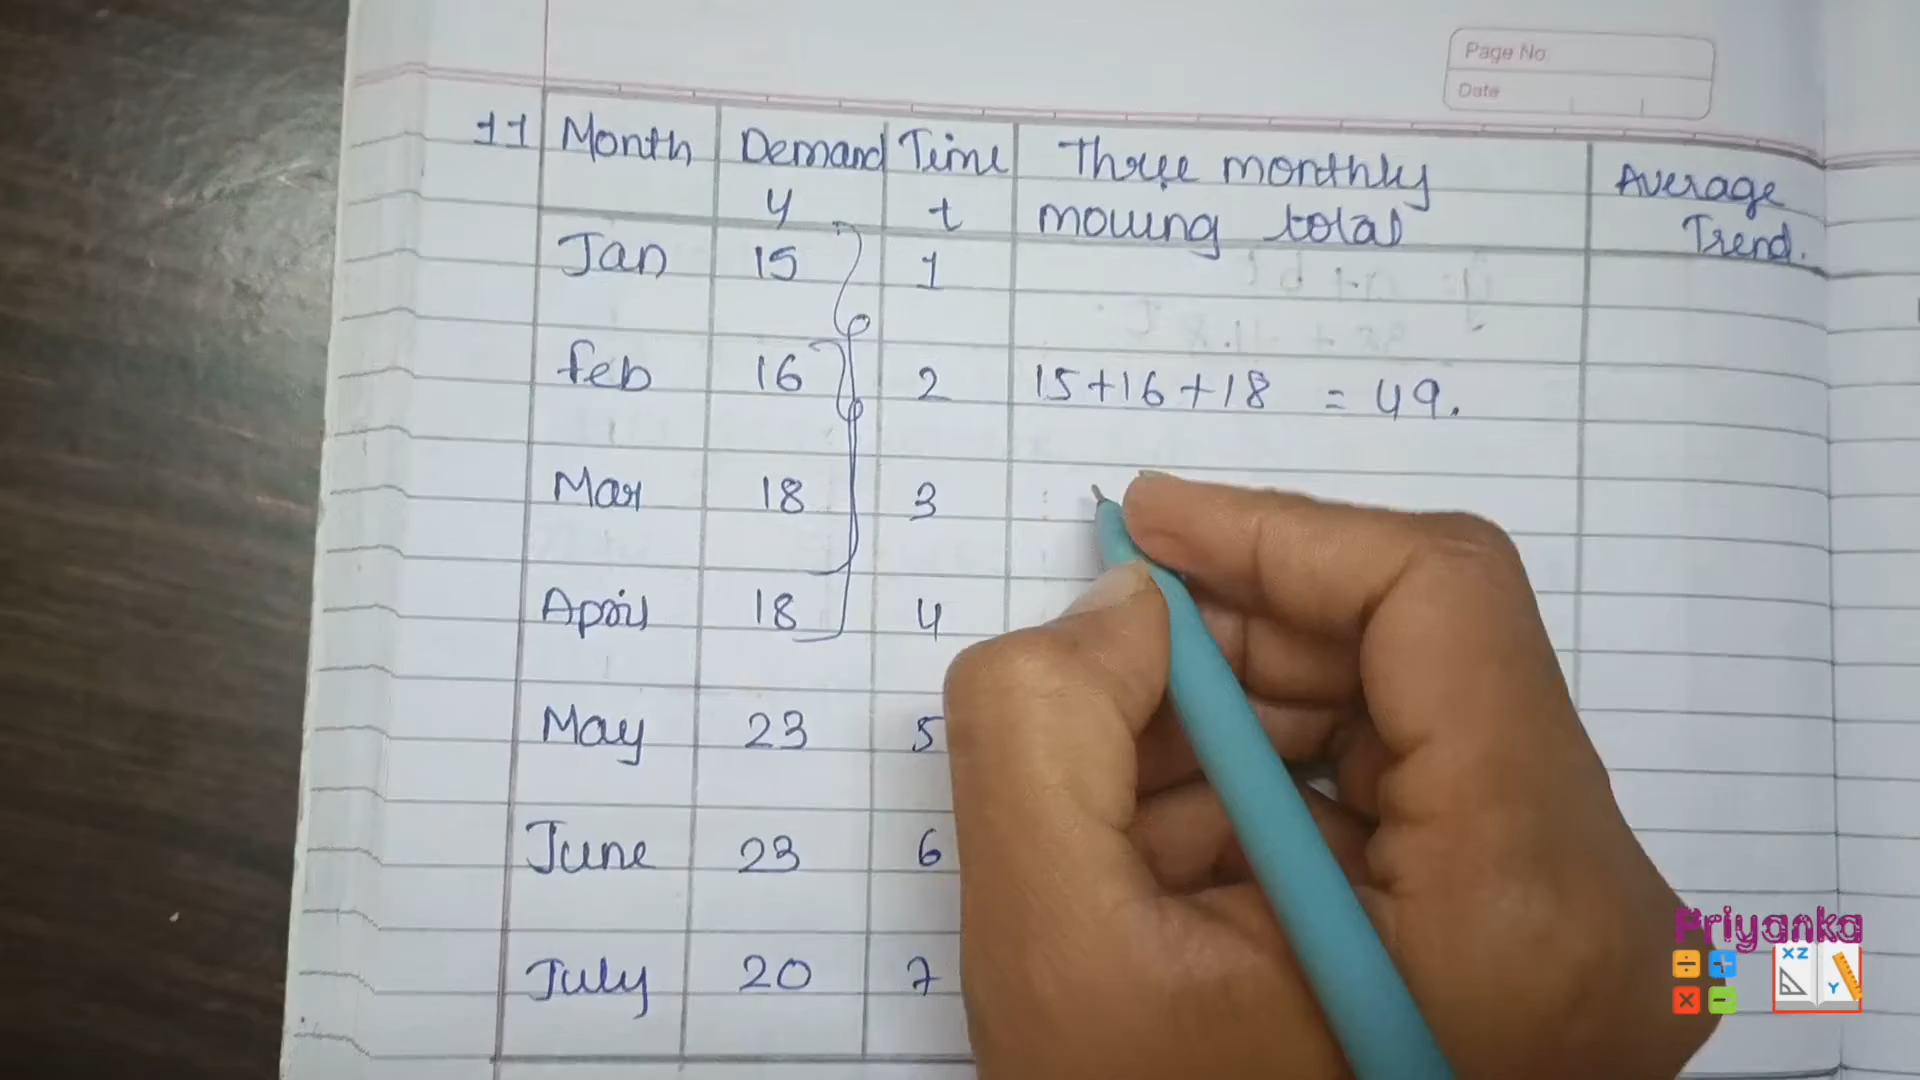 Page No
Date
11 Month Demand Time Three monthly Average
y t moving total Trend.
Jan 15 1
feb 16 2 15+16+18 = 49.
Mar 18 3
April 18 4
May 23 5
June 23 6
July 20 7
Priyanka
XZ
Y